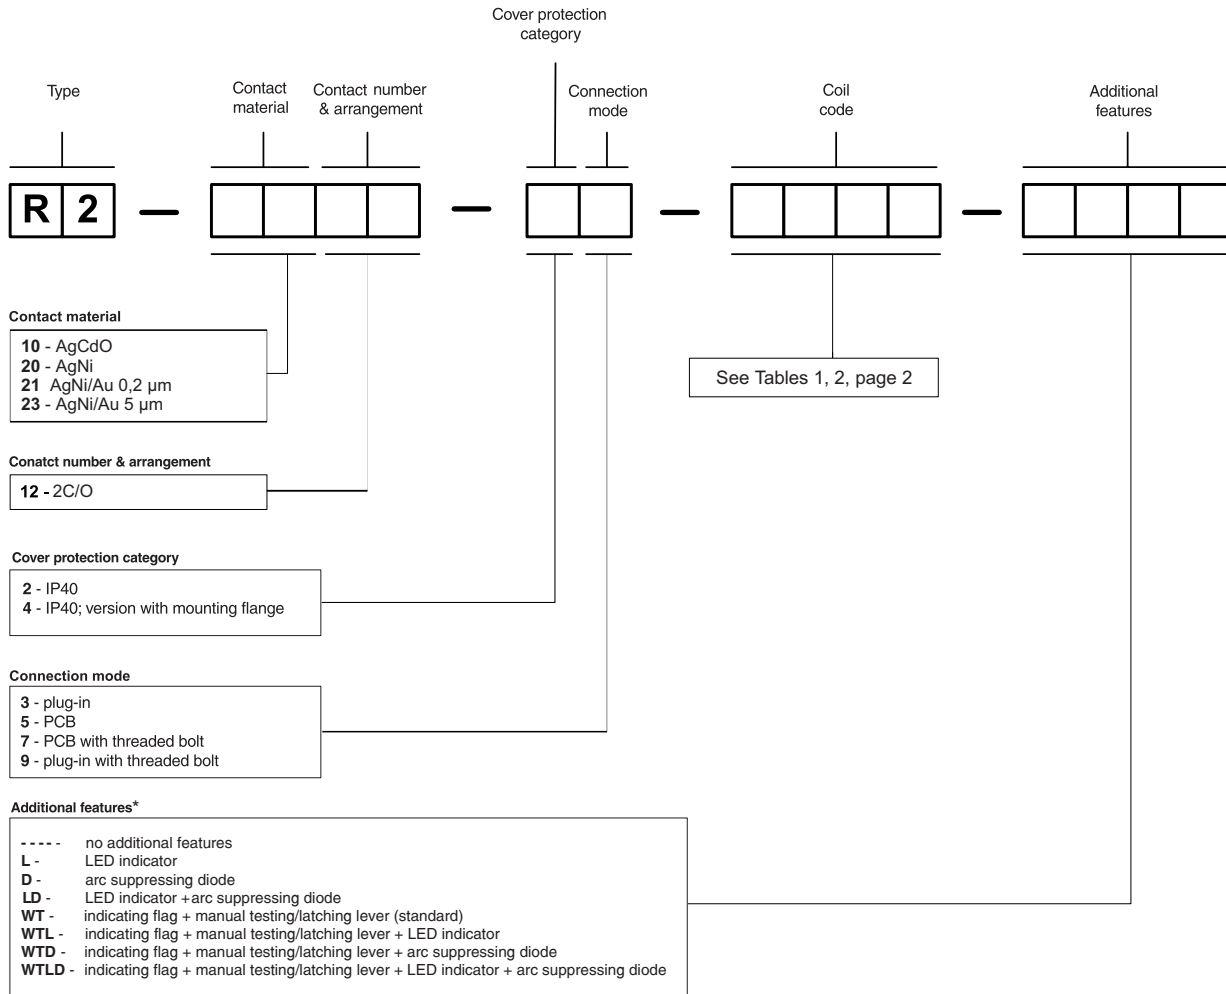 Cover protection
category
Type
Contact
material
Contact number
& arrangement
Connection
mode
Coil
code
Additional
features
R 2 — — — —
Contact material
10 - AgCdO
20 - AgNi
21 AgNi/Au 0,2 µm
23 - AgNi/Au 5 µm
See Tables 1, 2, page 2
Conatct number & arrangement
12 - 2C/O
Cover protection category
2 - IP40
4 - IP40; version with mounting flange
Connection mode
3 - plug-in
5 - PCB
7 - PCB with threaded bolt
9 - plug-in with threaded bolt
Additional features*
- - - - - no additional features
L - LED indicator
D - arc suppressing diode
LD - LED indicator +arc suppressing diode
WT - indicating flag + manual testing/latching lever (standard)
WTL - indicating flag + manual testing/latching lever + LED indicator
WTD - indicating flag + manual testing/latching lever + arc suppressing diode
WTLD - indicating flag + manual testing/latching lever + LED indicator + arc suppressing diode